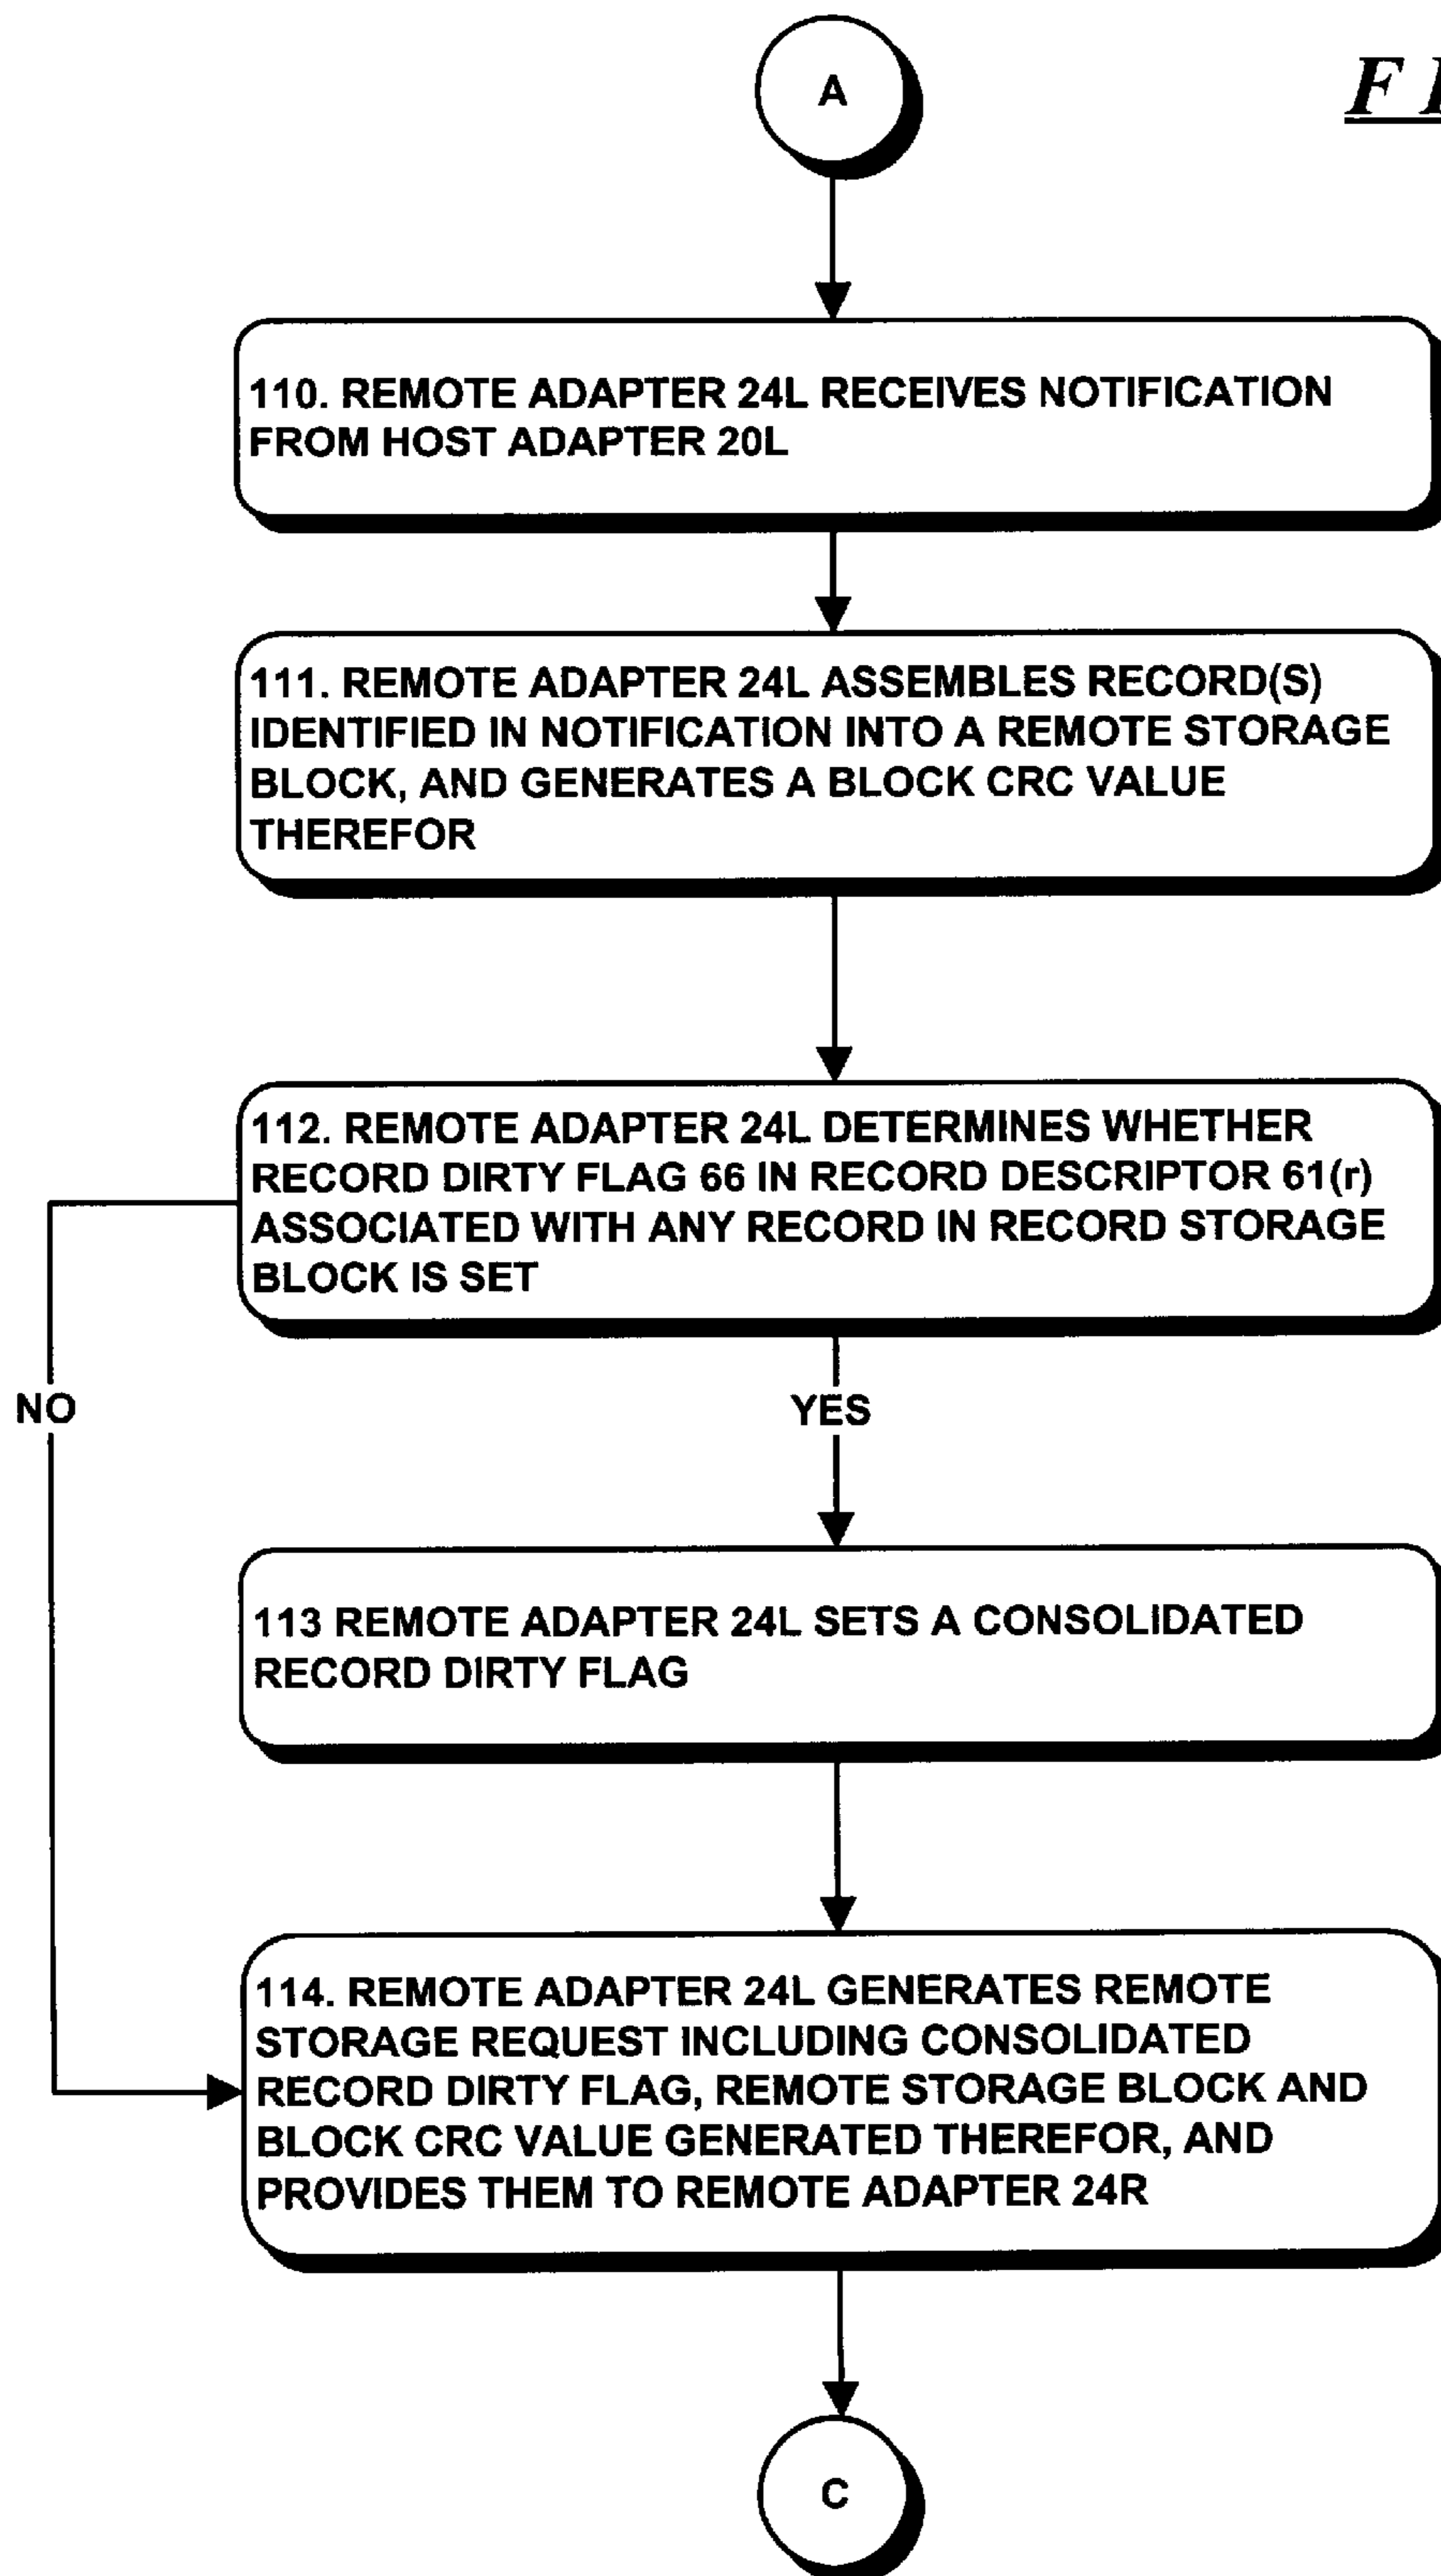 A
110. REMOTE ADAPTER 24L RECEIVES NOTIFICATION
FROM HOST ADAPTER 20L
111. REMOTE ADAPTER 24L ASSEMBLES RECORD(S)
IDENTIFIED IN NOTIFICATION INTO A REMOTE STORAGE
BLOCK, AND GENERATES A BLOCK CRC VALUE
THEREFOR
112. REMOTE ADAPTER 24L DETERMINES WHETHER
RECORD DIRTY FLAG 66 IN RECORD DESCRIPTOR 61(r)
ASSOCIATED WITH ANY RECORD IN RECORD STORAGE
BLOCK IS SET
NO
YES
113 REMOTE ADAPTER 24L SETS A CONSOLIDATED
RECORD DIRTY FLAG
114. REMOTE ADAPTER 24L GENERATES REMOTE
STORAGE REQUEST INCLUDING CONSOLIDATED
RECORD DIRTY FLAG, REMOTE STORAGE BLOCK AND
BLOCK CRC VALUE GENERATED THEREFOR, AND
PROVIDES THEM TO REMOTE ADAPTER 24R
C